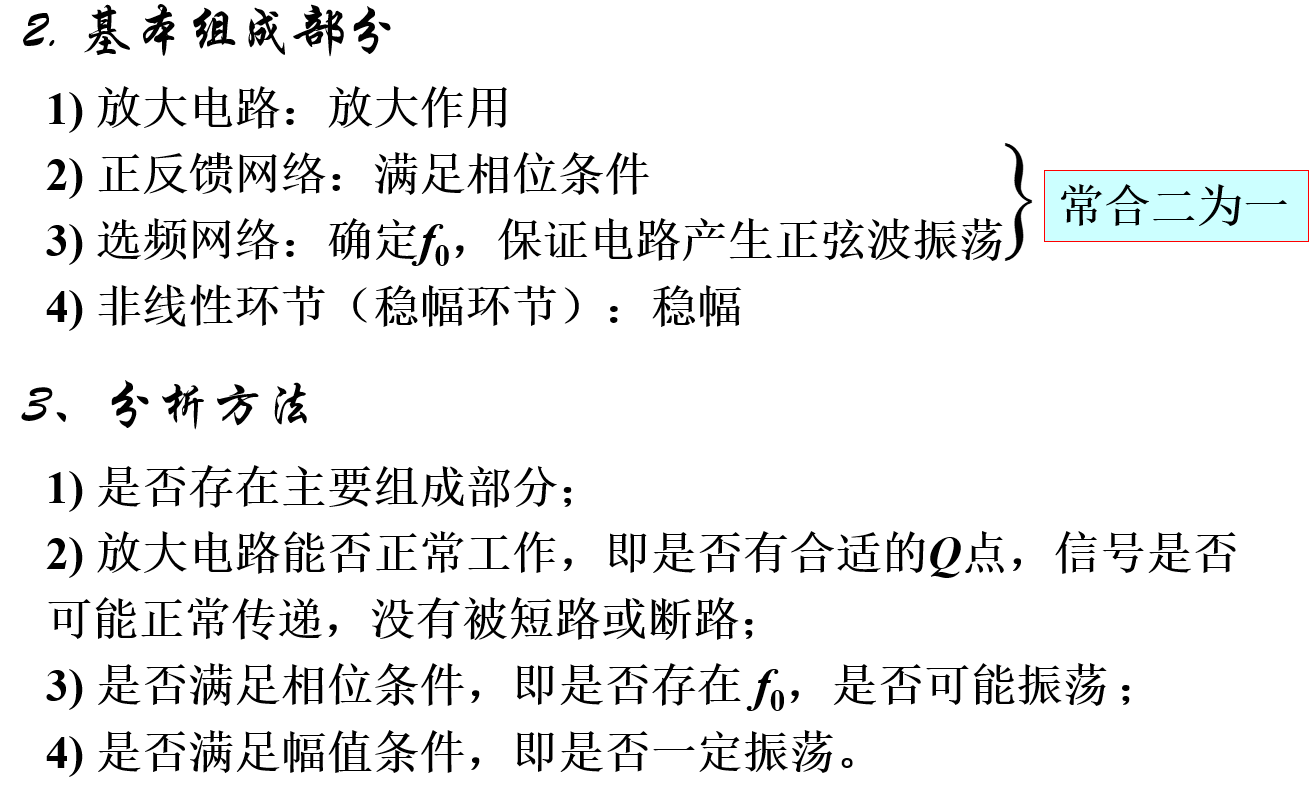 2. 基本组成部分
1) 放大电路：放大作用
2) 正反馈网络：满足相位条件
3) 选频网络：确定f0，保证电路产生正弦波振荡
常合二为一
4) 非线性环节（稳幅环节）：稳幅
3、分析方法
1) 是否存在主要组成部分；
2) 放大电路能否正常工作，即是否有合适的Q点，信号是否
可能正常传递，没有被短路或断路；
3) 是否满足相位条件，即是否存在 f0，是否可能振荡 ；
4) 是否满足幅值条件，即是否一定振荡。